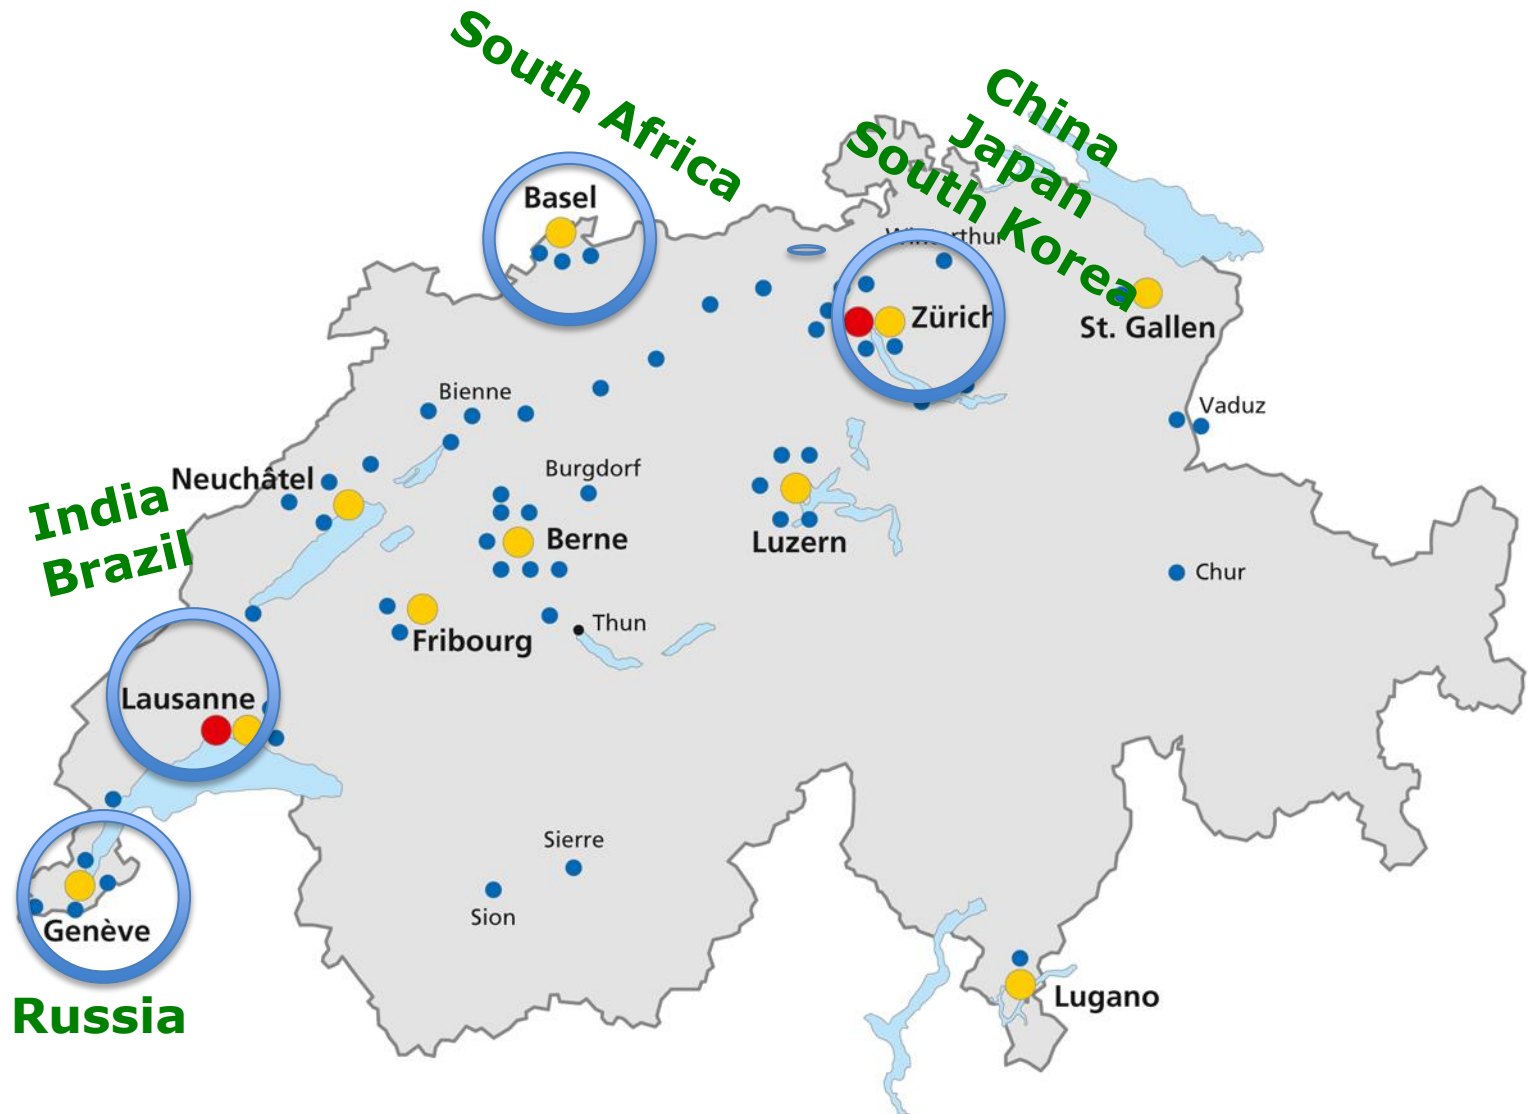 South Africa
China
Japan
South Korea
Basel
Winterthur
Zürich
St. Gallen
Bienne
Vaduz
Neuchâtel
Burgdorf
India
Brazil
Berne
Luzern
Chur
Thun
Fribourg
Lausanne
Sierre
Sion
Genève
Lugano
Russia